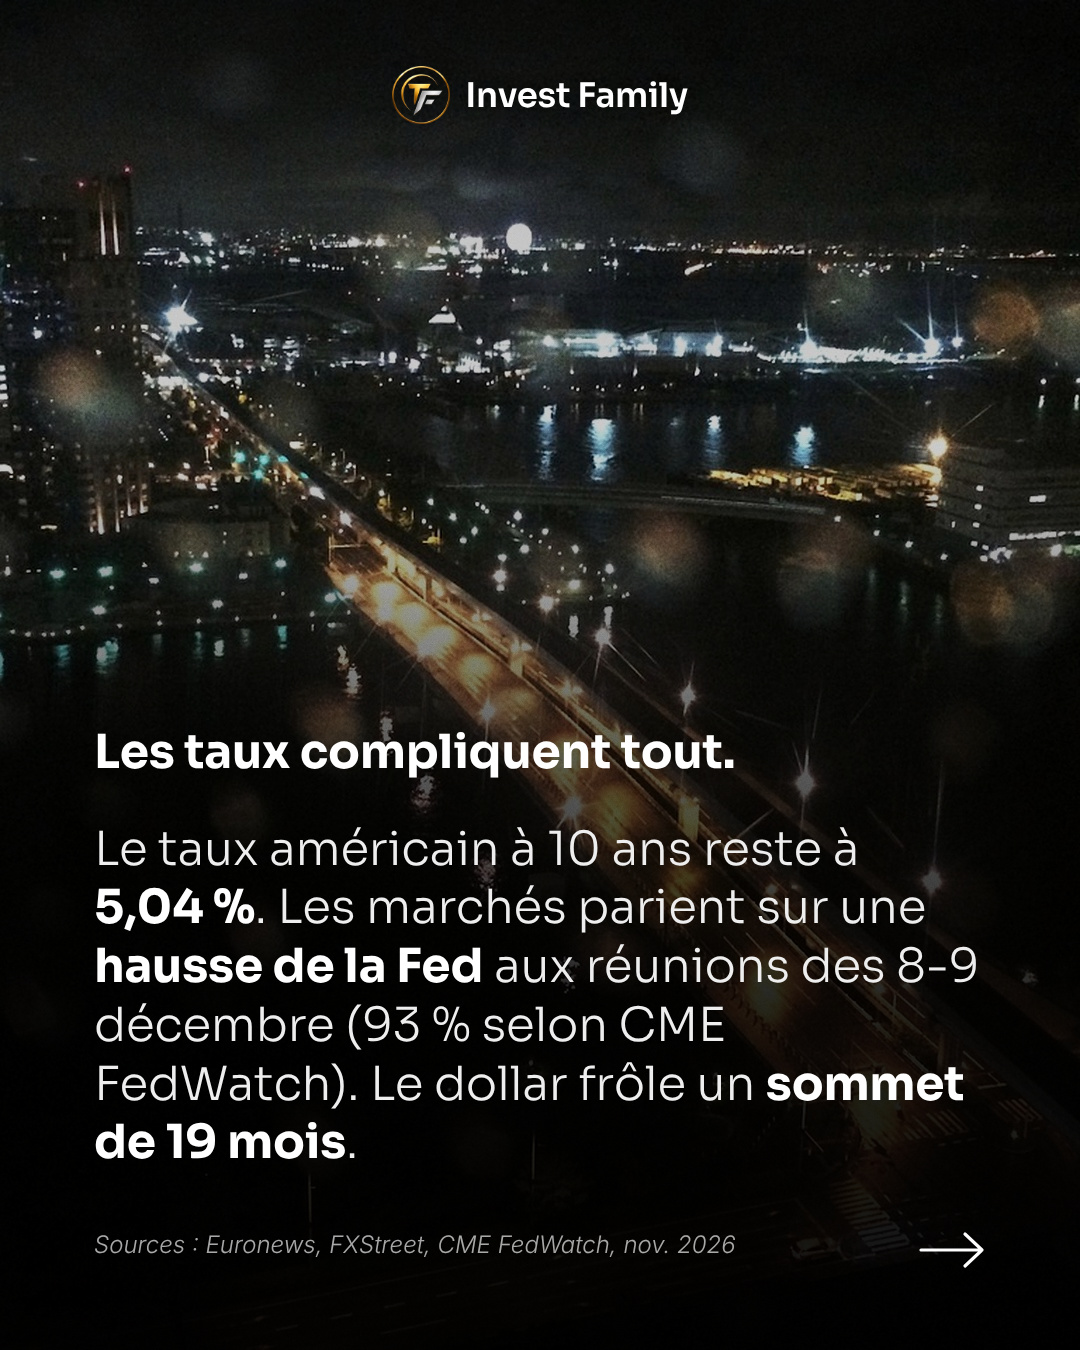 Invest Family
Les taux compliquent tout.
Le taux américain à 10 ans reste à
5,04 %. Les marchés parient sur une
hausse de la Fed aux réunions des 8-9
décembre (93 % selon CME
FedWatch). Le dollar frôle un sommet
de 19 mois.
Sources : Euronews, FXStreet, CME FedWatch, nov. 2026